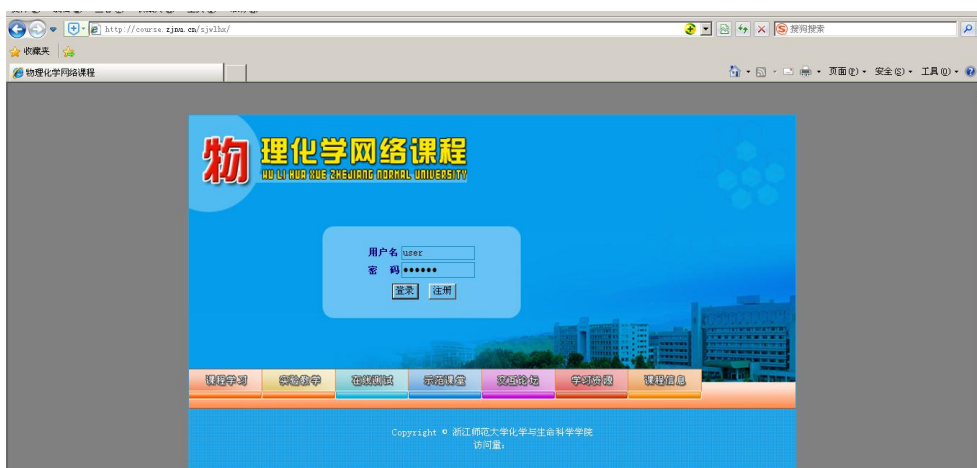 http://course.zjnu.cn/sjwlhx/
搜狗搜索
收藏夹
物理化学网络课程
页面(P) 安全(S) 工具(O)
物理化学网络课程
WU LI HUA XUE ZHEJIANG NORMAL UNIVERSITY
用户名 user
密 码 ●●●●●●
登录 注册
课程学习 实验教学 在线测试 示范课堂 交互论坛 学习资源 课程信息
Copyright © 浙江师范大学化学与生命科学学院
访问量: